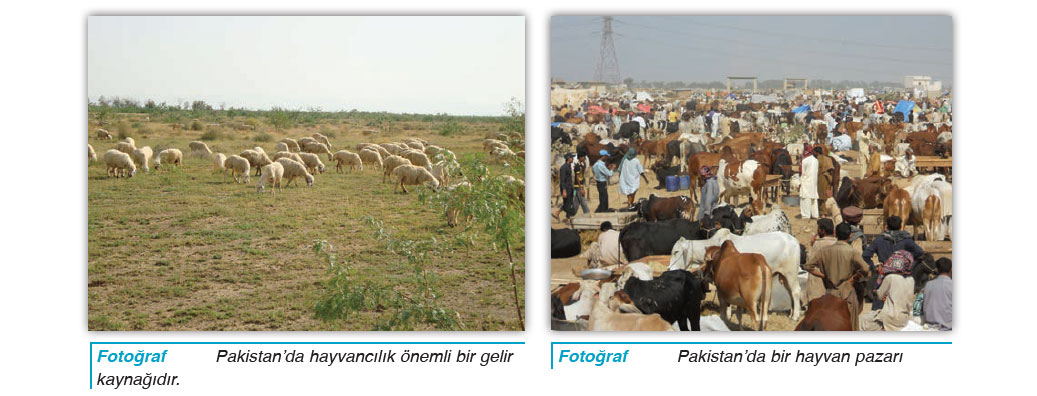 Fotoğraf Pakistan’da hayvancılık önemli bir gelir
kaynağıdır.
Fotoğraf Pakistan’da bir hayvan pazarı